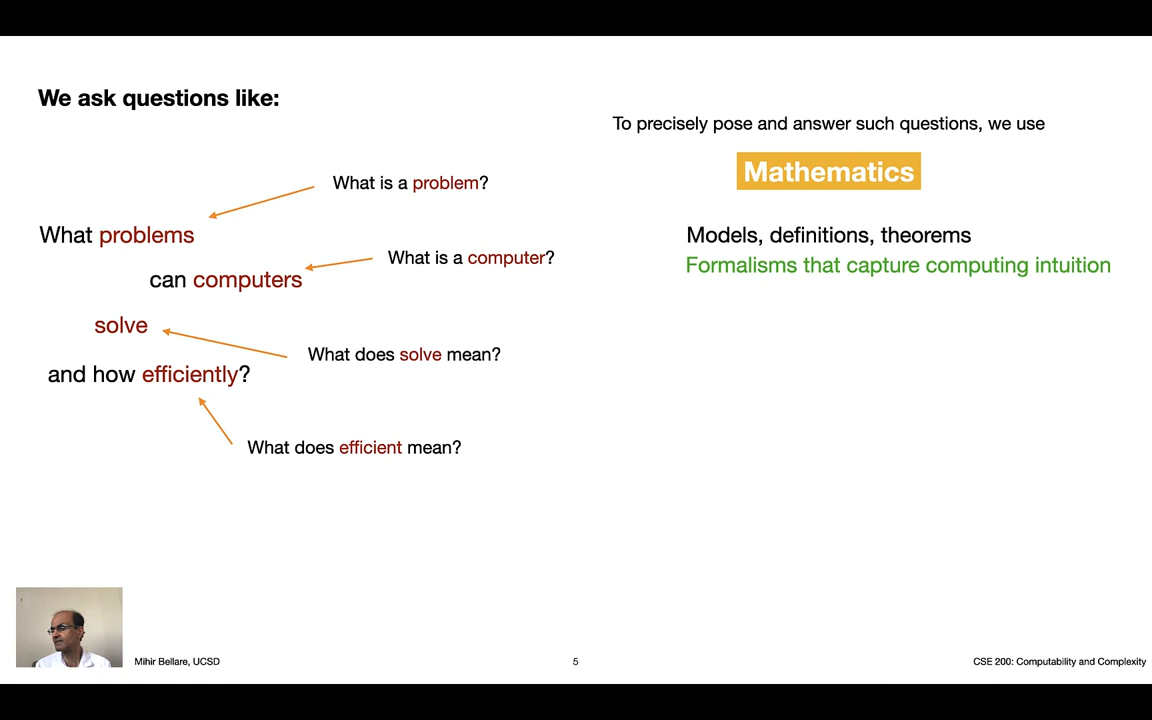 We ask questions like:
What is a problem?
What problems
What is a computer?
can computers
solve
What does solve mean?
and how efficiently?
What does efficient mean?
To precisely pose and answer such questions, we use
Mathematics
Models, definitions, theorems
Formalisms that capture computing intuition
Mihir Bellare, UCSD
5
CSE 200: Computability and Complexity